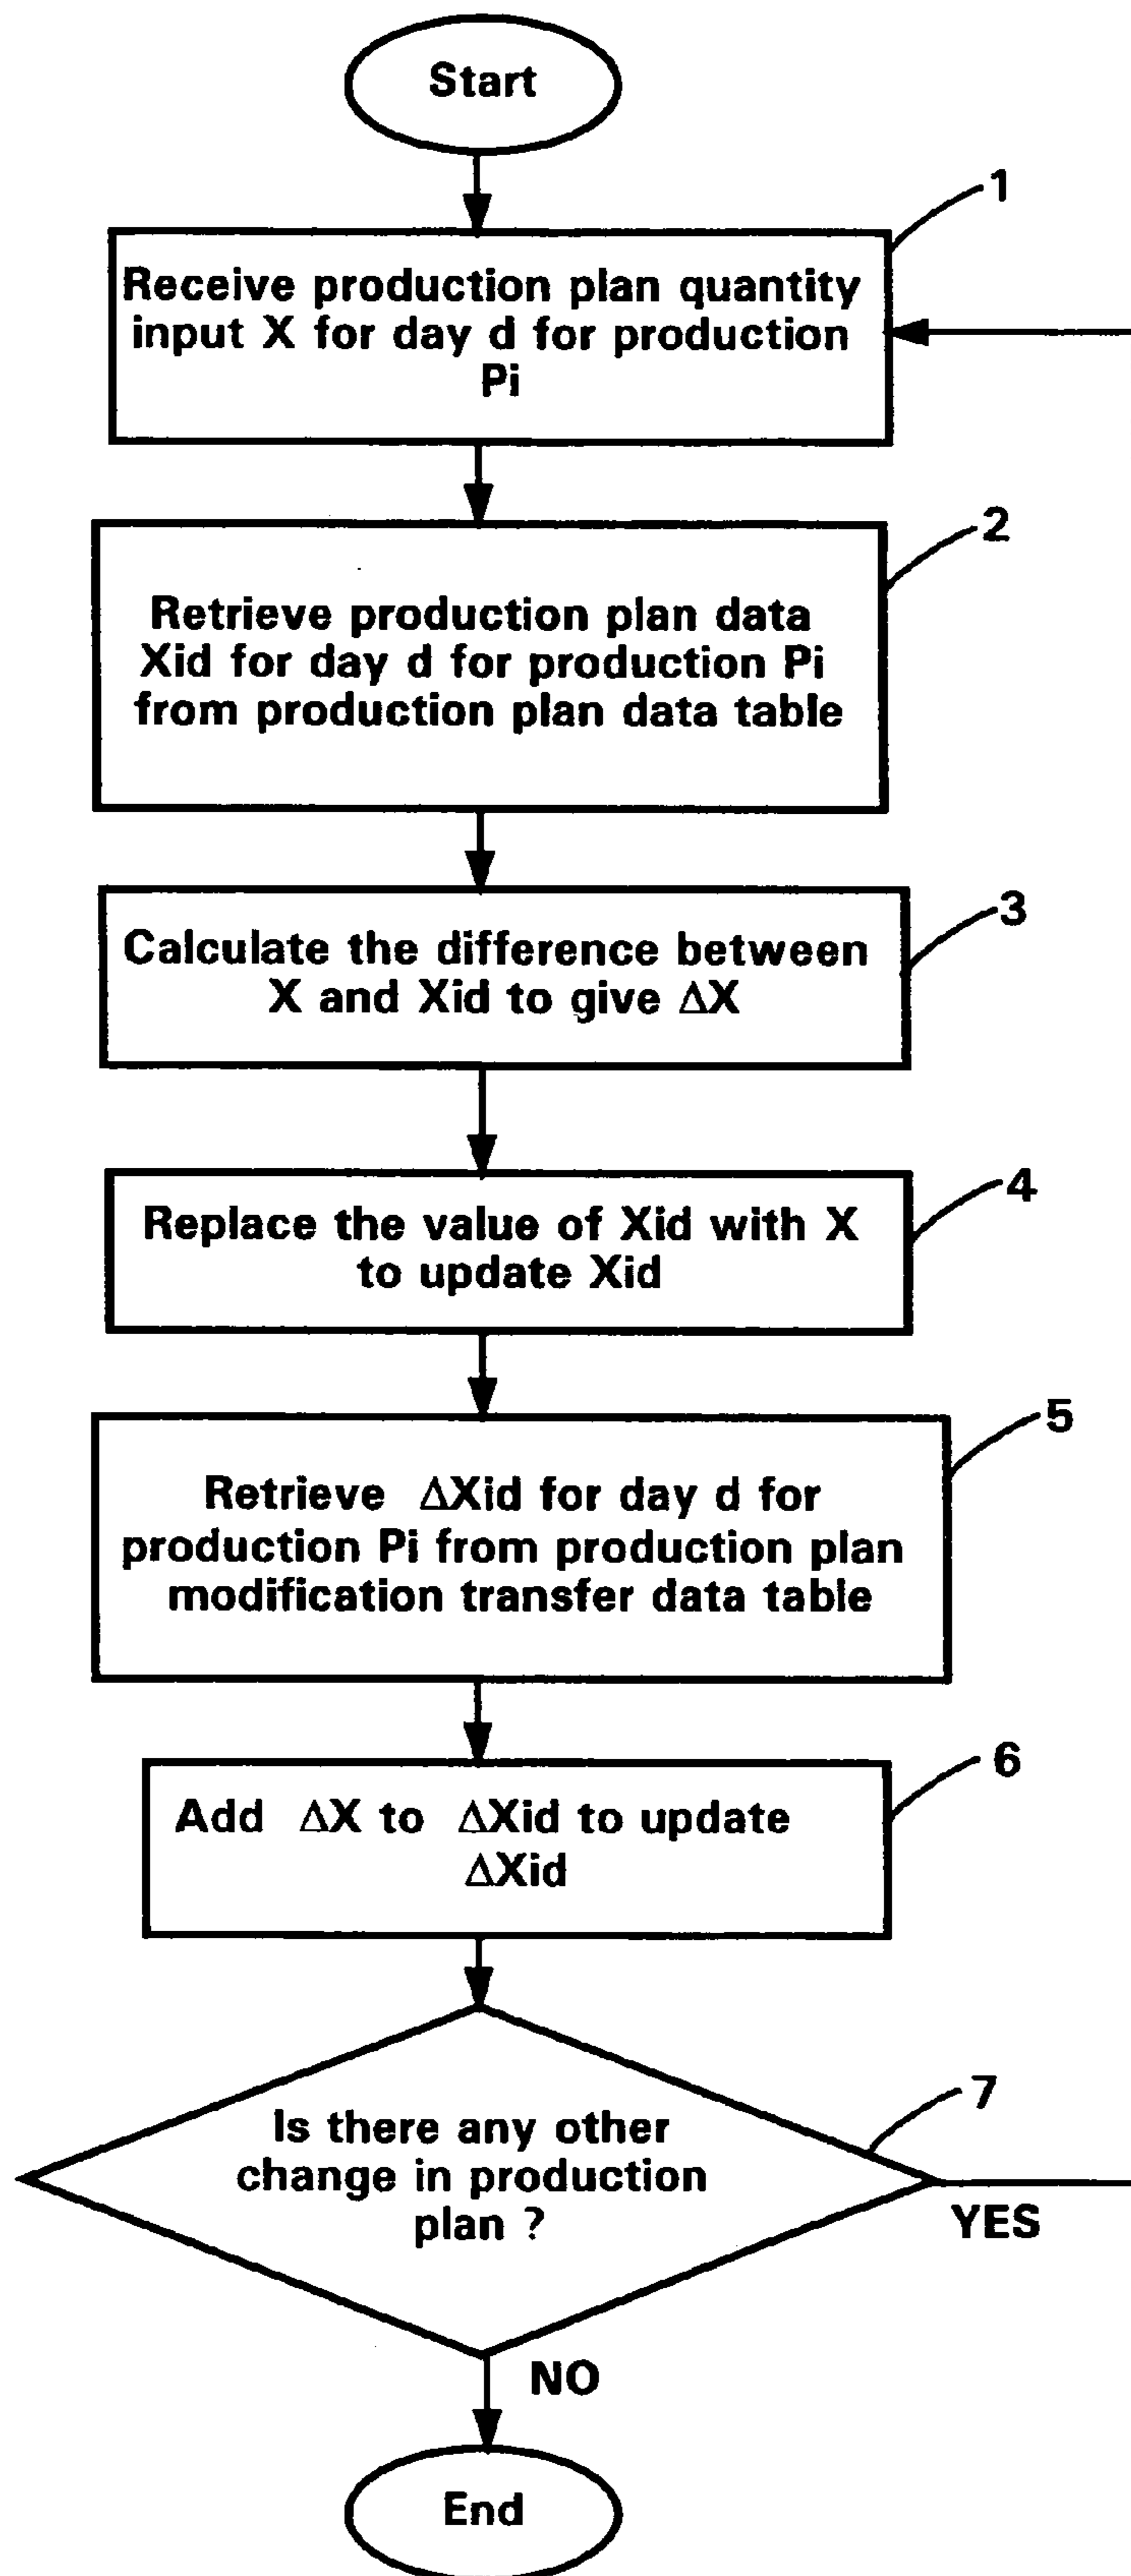 Start
1
Receive production plan quantity
input X for day d for production
Pi
2
Retrieve production plan data
Xid for day d for production Pi
from production plan data table
3
Calculate the difference between
X and Xid to give ΔX
4
Replace the value of Xid with X
to update Xid
5
Retrieve ΔXid for day d for
production Pi from production plan
modification transfer data table
6
Add ΔX to ΔXid to update
ΔXid
7
Is there any other
change in production
plan ?
YES
NO
End